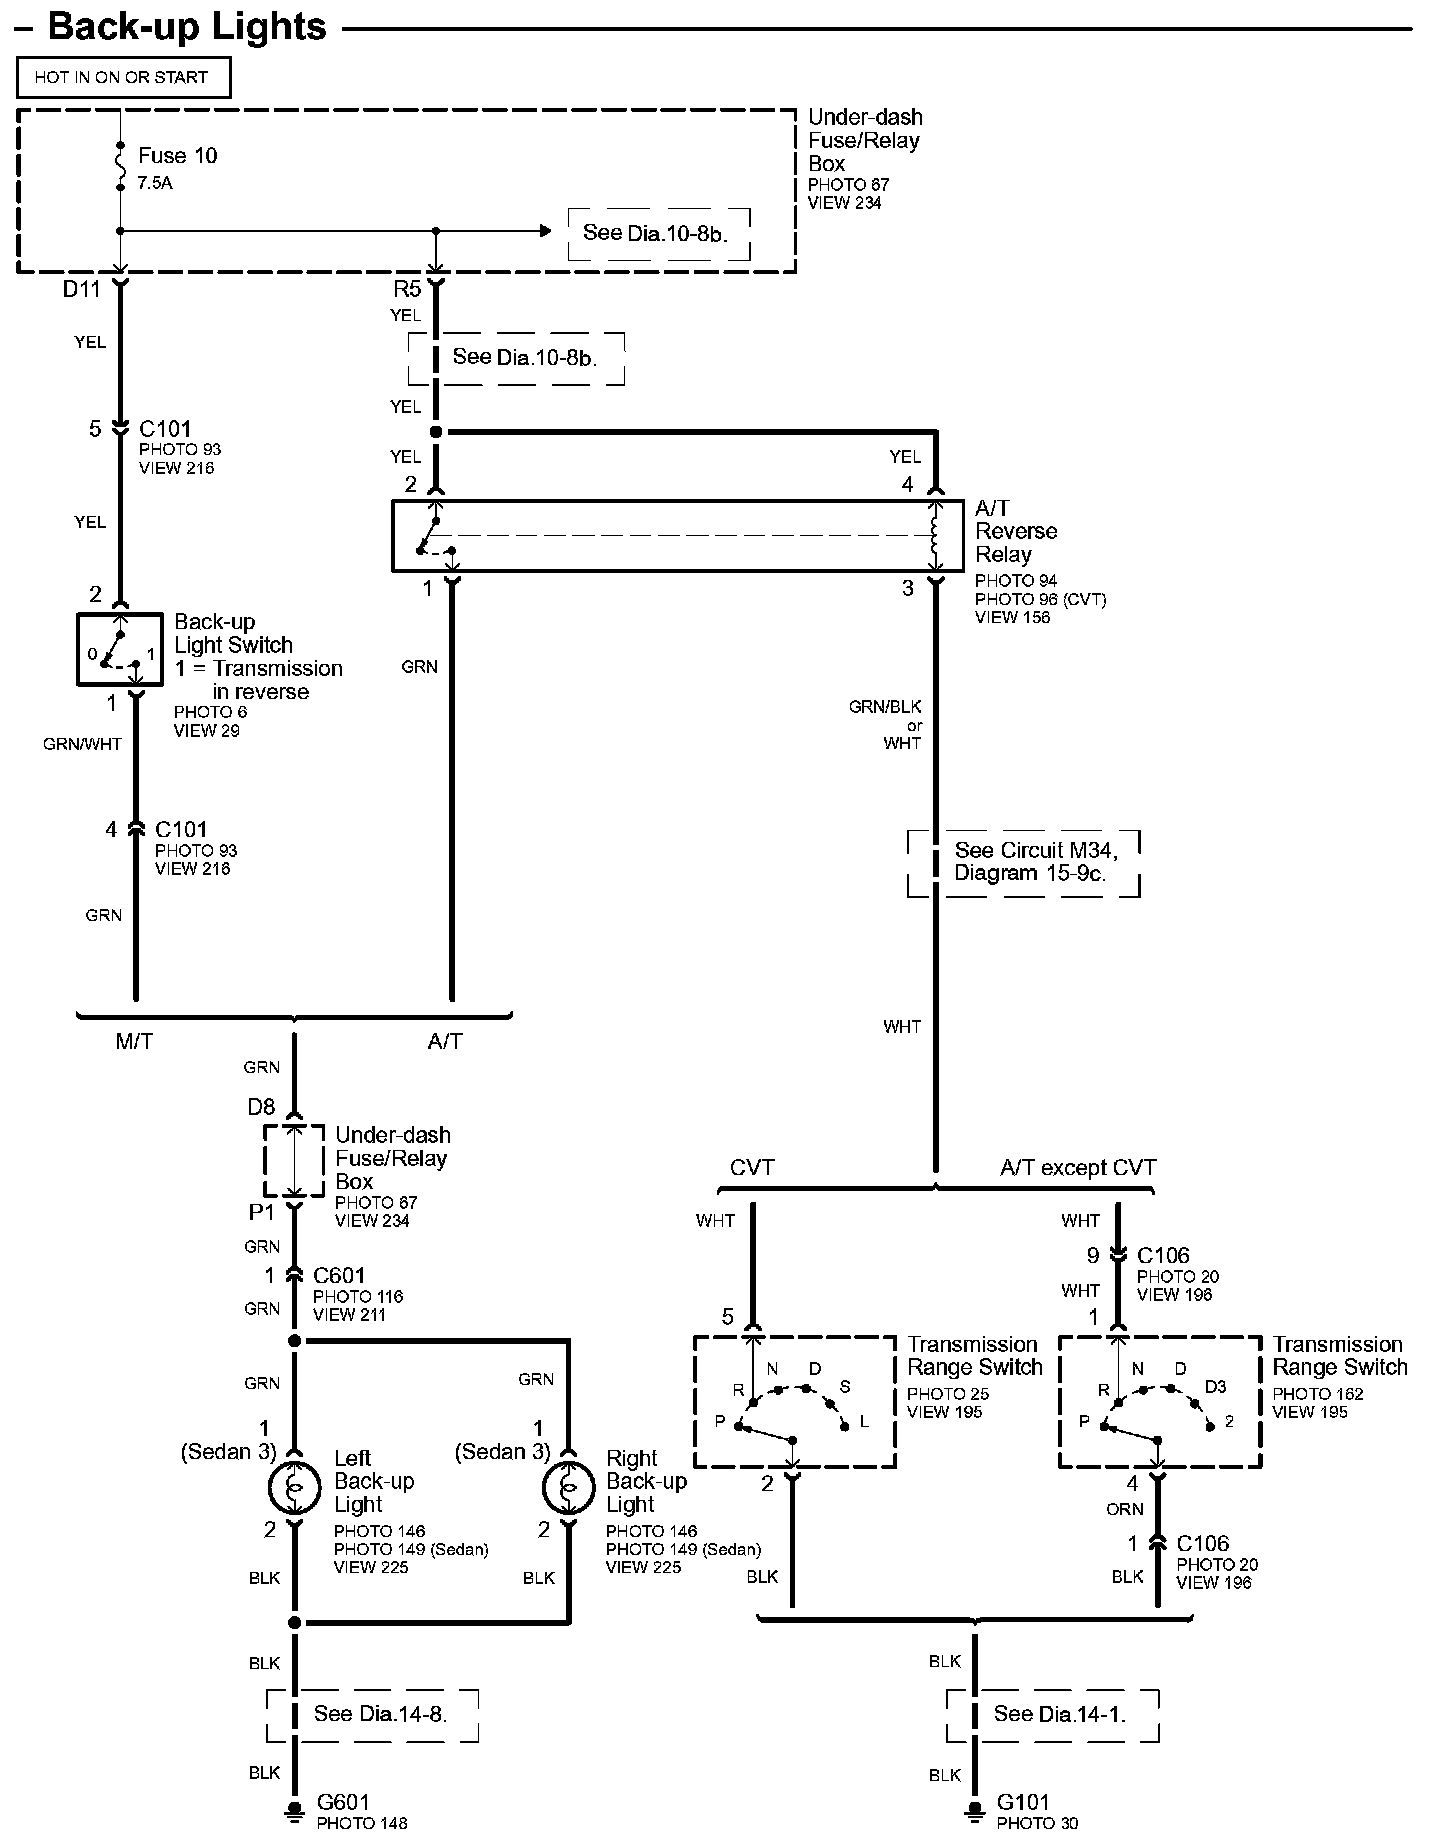 Back-up Lights
HOT IN ON OR START
Under-dash
Fuse/Relay
Box
PHOTO 67
VIEW 234
Fuse 10
7.5A
See Dia.10-8b.
D11
R5
YEL
YEL
See Dia.10-8b.
YEL
5
C101
PHOTO 93
VIEW 216
YEL
YEL
2
4
YEL
A/T
Reverse
Relay
PHOTO 94
PHOTO 96 (CVT)
VIEW 156
1
3
2
Back-up
Light Switch
1 = Transmission
in reverse
PHOTO 6
VIEW 29
0
1
1
GRN
GRN/WHT
GRN/BLK
or
WHT
4
C101
PHOTO 93
VIEW 216
See Circuit M34,
Diagram 15-9c.
GRN
WHT
M/T
A/T
GRN
D8
Under-dash
Fuse/Relay
Box
PHOTO 67
VIEW 234
P1
GRN
1
C601
PHOTO 116
VIEW 211
GRN
CVT
A/T except CVT
WHT
WHT
9
C106
PHOTO 20
VIEW 196
WHT
5
1
Transmission
Range Switch
PHOTO 25
VIEW 195
P
R
N
D
S
L
Transmission
Range Switch
PHOTO 162
VIEW 195
P
R
N
D
D3
2
GRN
GRN
1
(Sedan 3)
Left
Back-up
Light
PHOTO 146
PHOTO 149 (Sedan)
VIEW 225
1
(Sedan 3)
Right
Back-up
Light
PHOTO 146
PHOTO 149 (Sedan)
VIEW 225
2
2
2
4
ORN
1
C106
PHOTO 20
VIEW 196
BLK
BLK
BLK
BLK
BLK
BLK
See Dia.14-8.
See Dia.14-1.
BLK
BLK
G601
PHOTO 148
G101
PHOTO 30